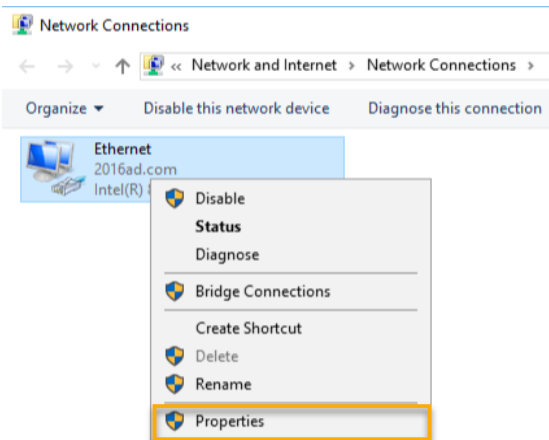 Network Connections
« Network and Internet > Network Connections >
Organize Disable this network device Diagnose this connection
Ethernet
2016ad.com
Intel(R)
Disable
Status
Diagnose
Bridge Connections
Create Shortcut
Delete
Rename
Properties